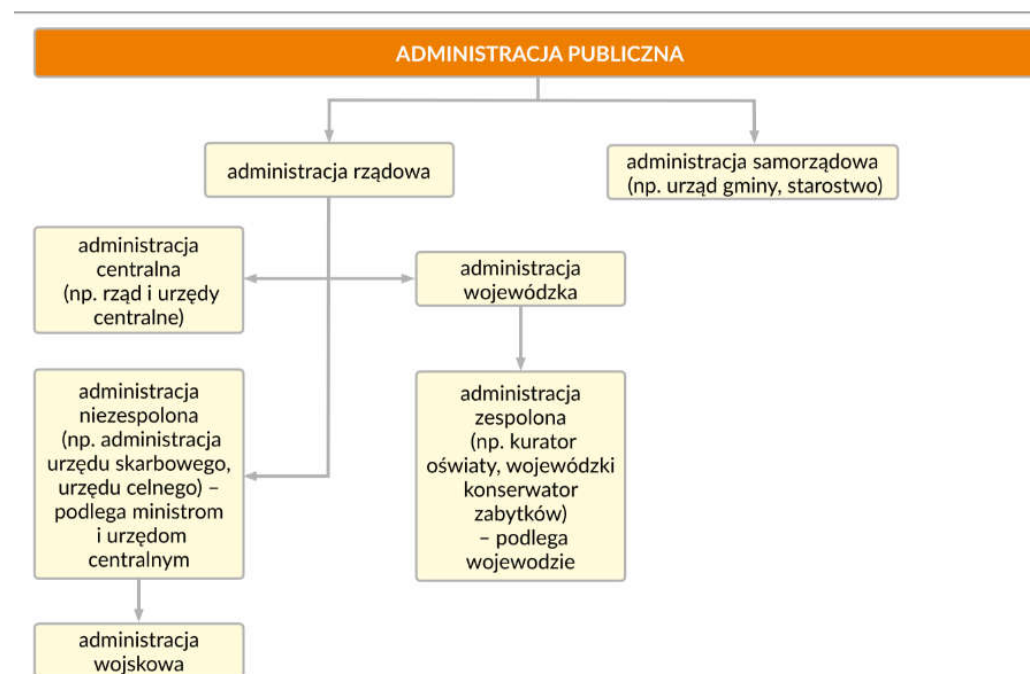 ADMINISTRACJA PUBLICZNA
administracja rządowa
administracja samorządowa
(np. urząd gminy, starostwo)
administracja
centralna
(np. rząd i urzędy
centralne)
administracja
wojewódzka
administracja
niezespolona
(np. administracja
urzędu skarbowego,
urzędu celnego) –
podlega ministrom
i urzędom
centralnym
administracja
zespolona
(np. kurator
oświaty, wojewódzki
konserwator
zabytków)
– podlega
wojewodzie
administracja
wojskowa